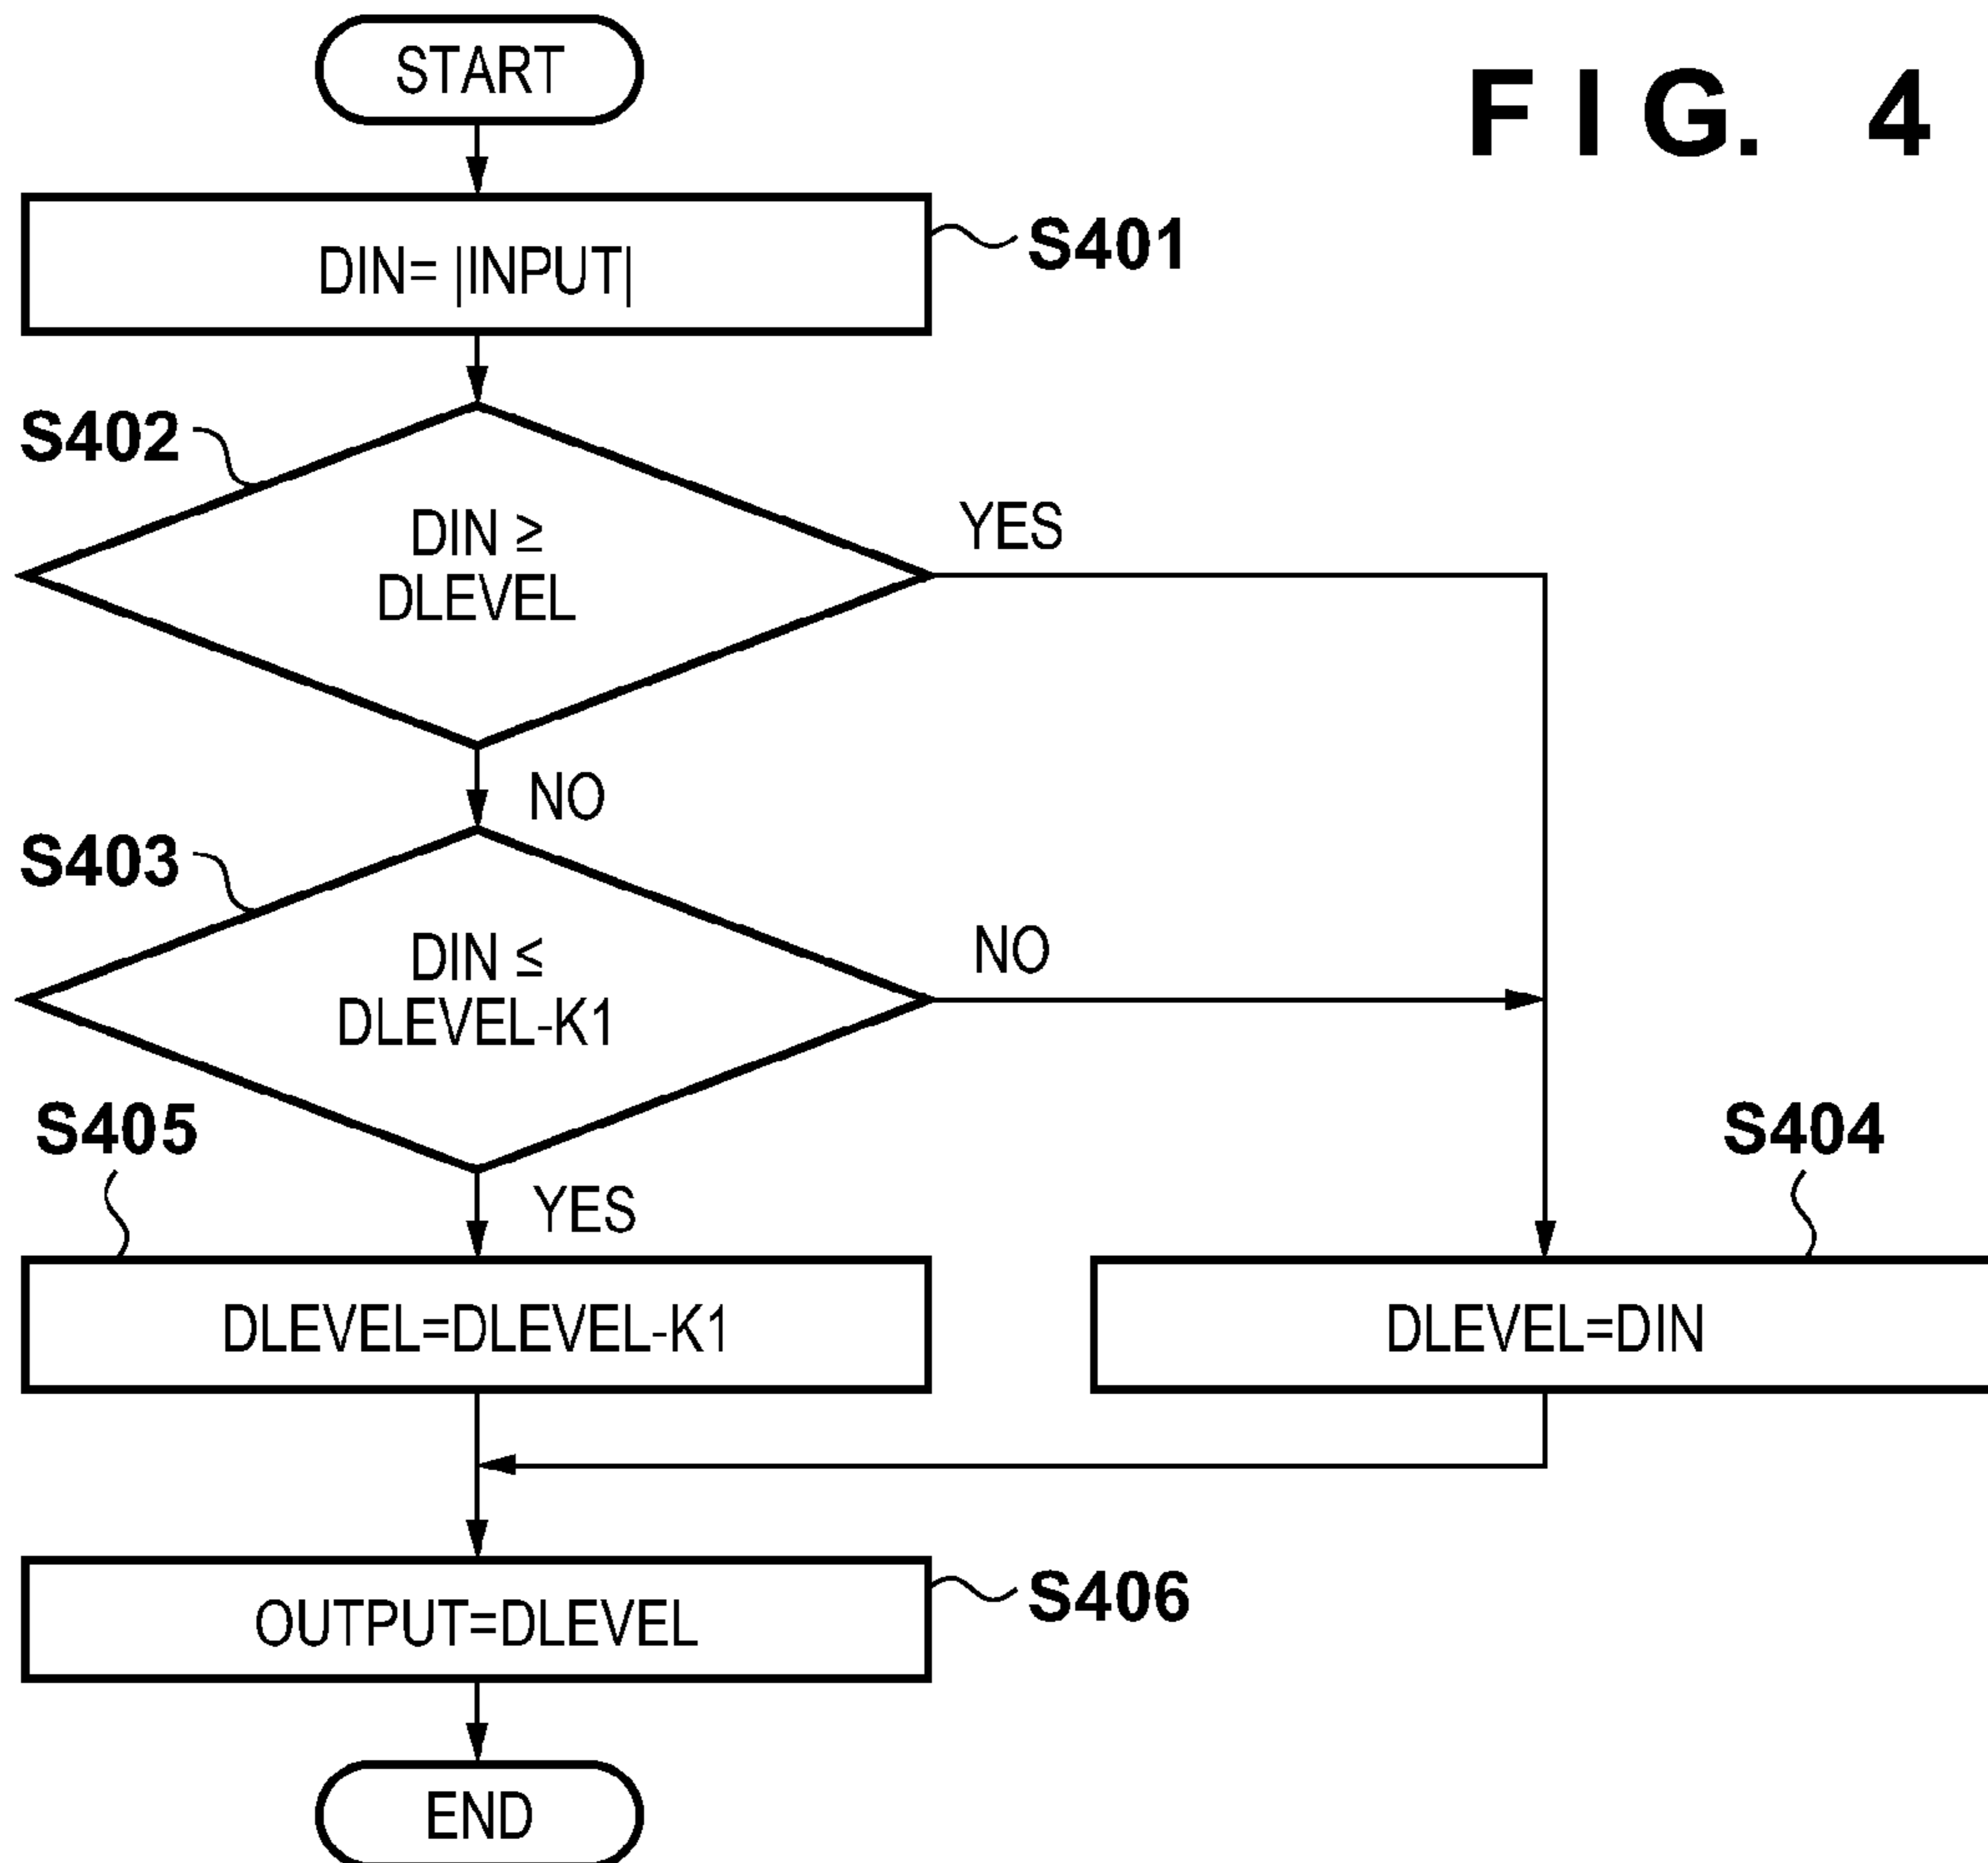 FIG. 4
START
DIN= |INPUT|
S401
S402
DIN ≥
DLEVEL
YES
NO
S403
DIN ≤
DLEVEL-K1
NO
YES
S405
DLEVEL=DLEVEL-K1
S404
DLEVEL=DIN
OUTPUT=DLEVEL
S406
END